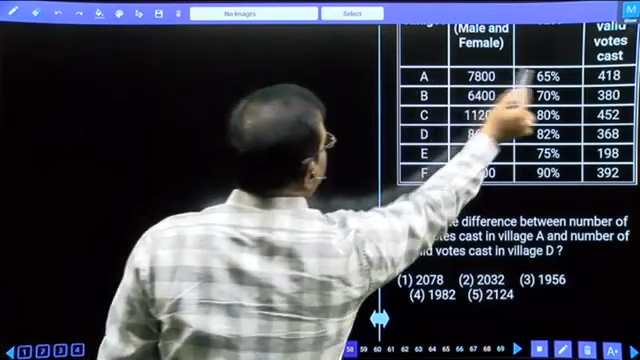 No Images Select M
(Male and valid
Female) votes
cast
A 7800 65% 418
B 6400 70% 380
C 80% 452
D 82% 368
E 75% 198
F 90% 392
difference between number of
cast in village A and number of
votes cast in village D ?
(1) 2078 (2) 2032 (3) 1956
(4) 1982 (5) 2124
1 2 3 4 58 59 60 61 62 63 64 65 66 67 68 69 A+